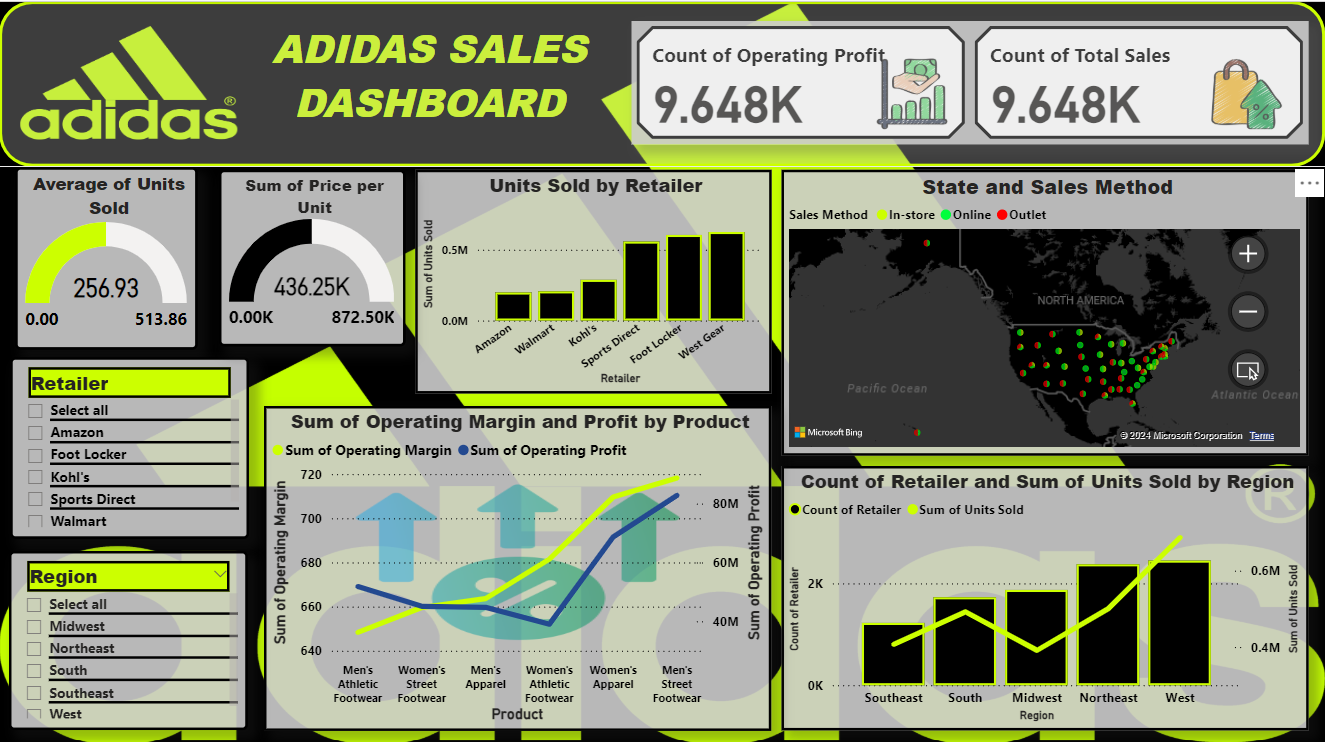 adidas®
ADIDAS SALES
DASHBOARD
Count of Operating Profit
9.648K
Count of Total Sales
9.648K
Average of Units
Sold
256.93
0.00
513.86
Sum of Price per
Unit
436.25K
0.00K
872.50K
Units Sold by Retailer
Sum of Units Sold
0.5M
0.0M
Amazon
Walmart
Kohl's
Sports Direct
Foot Locker
West Gear
Retailer
State and Sales Method
Sales Method In-store Online Outlet
NORTH AMERICA
Pacific Ocean
Atlantic Ocean
Microsoft Bing
© 2024 Microsoft Corporation Terms
Retailer
Select all
Amazon
Foot Locker
Kohl's
Sports Direct
Walmart
Region
Select all
Midwest
Northeast
South
Southeast
West
Sum of Operating Margin and Profit by Product
Sum of Operating Margin Sum of Operating Profit
Sum of Operating Margin
720
700
680
660
640
80M
60M
40M
Sum of Operating Profit
Men's
Athletic
Footwear
Women's
Street
Footwear
Men's
Apparel
Women's
Athletic
Footwear
Women's
Apparel
Men's
Street
Footwear
Product
Count of Retailer and Sum of Units Sold by Region
Count of Retailer Sum of Units Sold
Count of Retailer
2K
0K
0.6M
0.4M
Sum of Units Sold
Southeast
South
Midwest
Northeast
West
Region